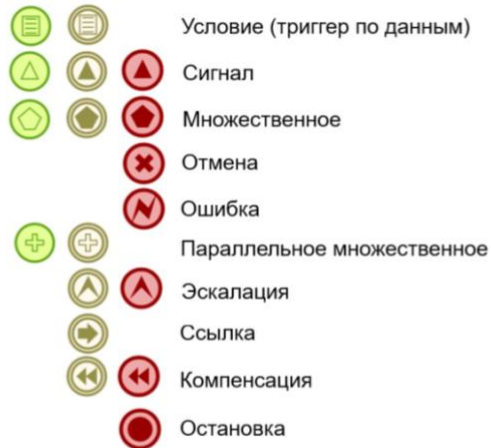 Условие (триггер по данным)
Сигнал
Множественное
Отмена
Ошибка
Параллельное множественное
Эскалация
Ссылка
Компенсация
Остановка